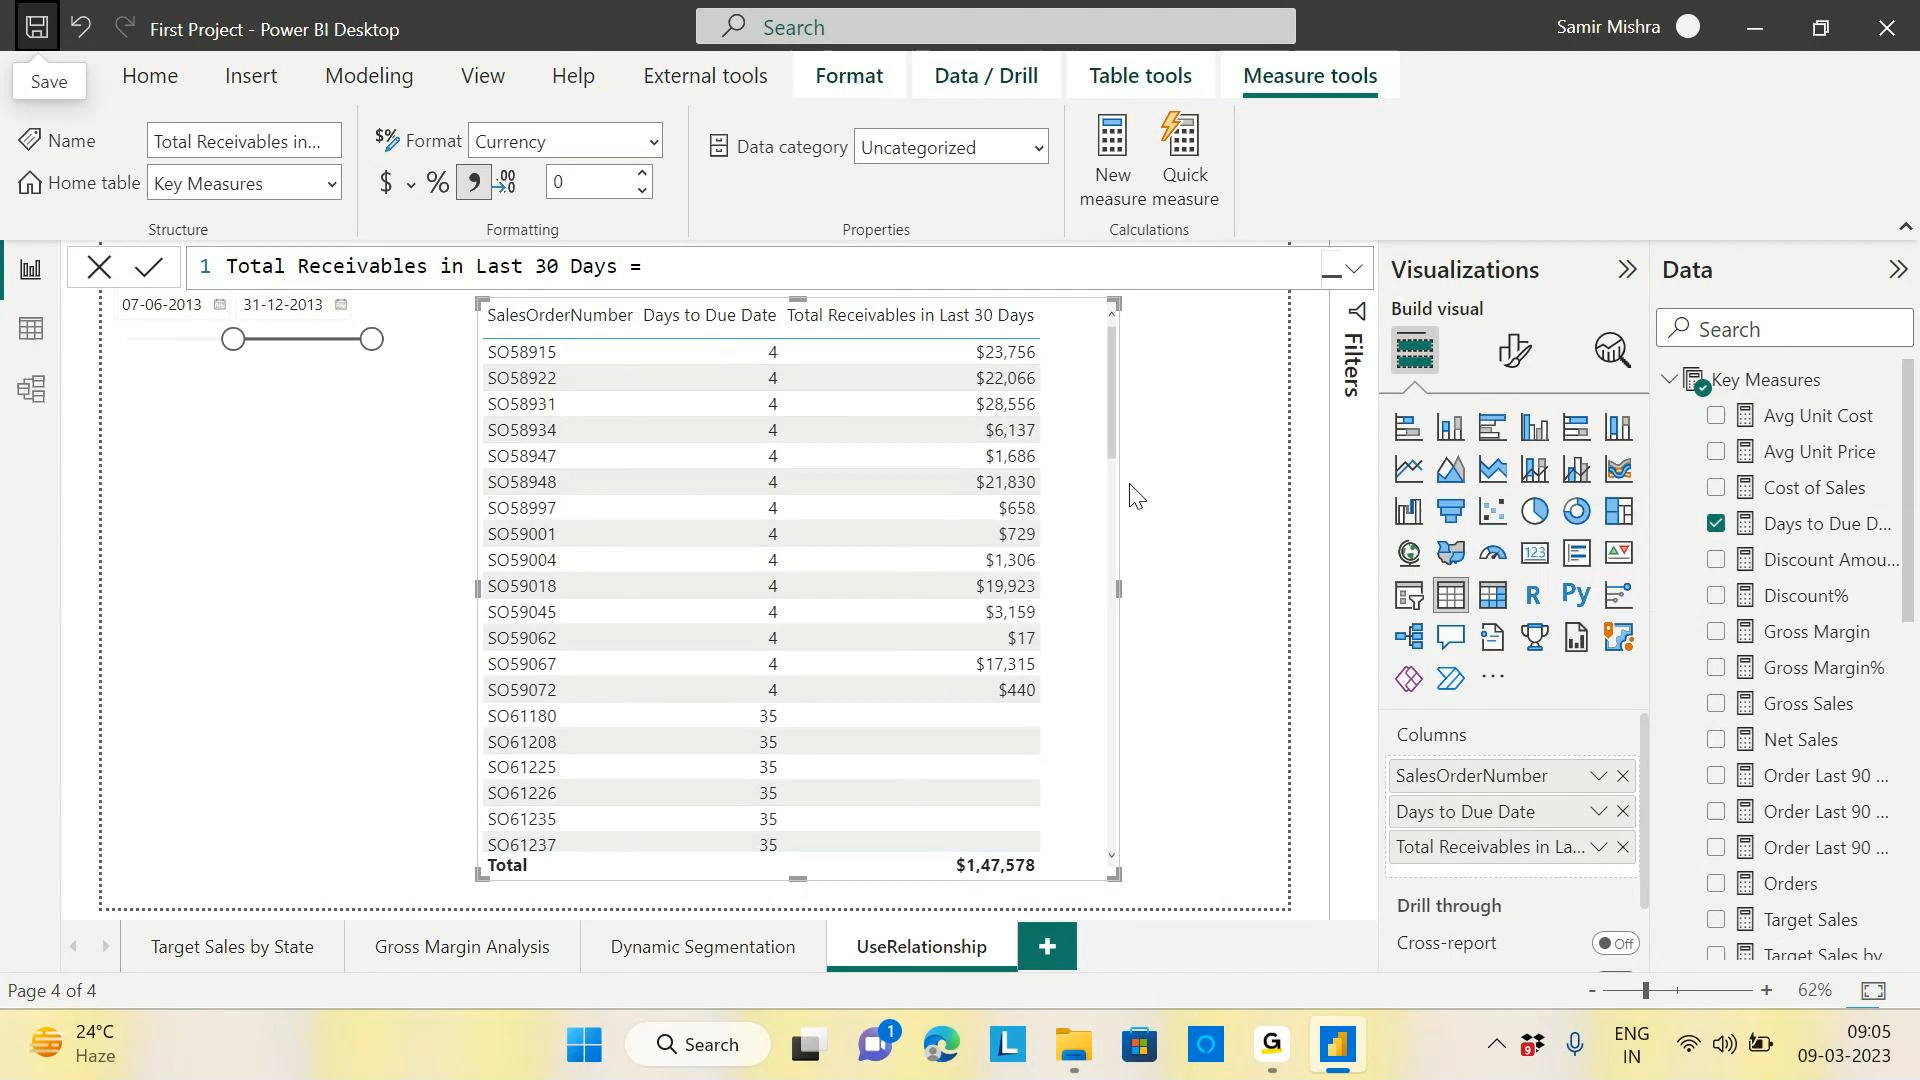 First Project - Power BI Desktop
Search
Samir Mishra
Save
Home
Insert
Modeling
View
Help
External tools
Format
Data / Drill
Table tools
Measure tools
Name
Total Receivables in...
Home table
Key Measures
Structure
$% Format
Currency
$ % 9 .00
0
Formatting
Data category
Uncategorized
Properties
New measure
Quick measure
Calculations
1 Total Receivables in Last 30 Days =
07-06-2013
31-12-2013
SalesOrderNumber Days to Due Date Total Receivables in Last 30 Days
SO58915 4 $23,756
SO58922 4 $22,066
SO58931 4 $28,556
SO58934 4 $6,137
SO58947 4 $1,686
SO58948 4 $21,830
SO58997 4 $658
SO59001 4 $729
SO59004 4 $1,306
SO59018 4 $19,923
SO59045 4 $3,159
SO59062 4 $17
SO59067 4 $17,315
SO59072 4 $440
SO61180 35
SO61208 35
SO61225 35
SO61226 35
SO61235 35
SO61237 35
Total $1,47,578
Filters
Visualizations
Build visual
123
R
Py
...
Columns
SalesOrderNumber
Days to Due Date
Total Receivables in La...
Drill through
Cross-report
Off
Data
Search
Key Measures
Avg Unit Cost
Avg Unit Price
Cost of Sales
Days to Due D...
Discount Amou...
Discount%
Gross Margin
Gross Margin%
Gross Sales
Net Sales
Order Last 90 ...
Order Last 90 ...
Order Last 90 ...
Orders
Target Sales
Target Sales by
Target Sales by State
Gross Margin Analysis
Dynamic Segmentation
UseRelationship
+
Page 4 of 4
- + 62%
24°C
Haze
Search
1
L
G
9
ENG
IN
09:05
09-03-2023